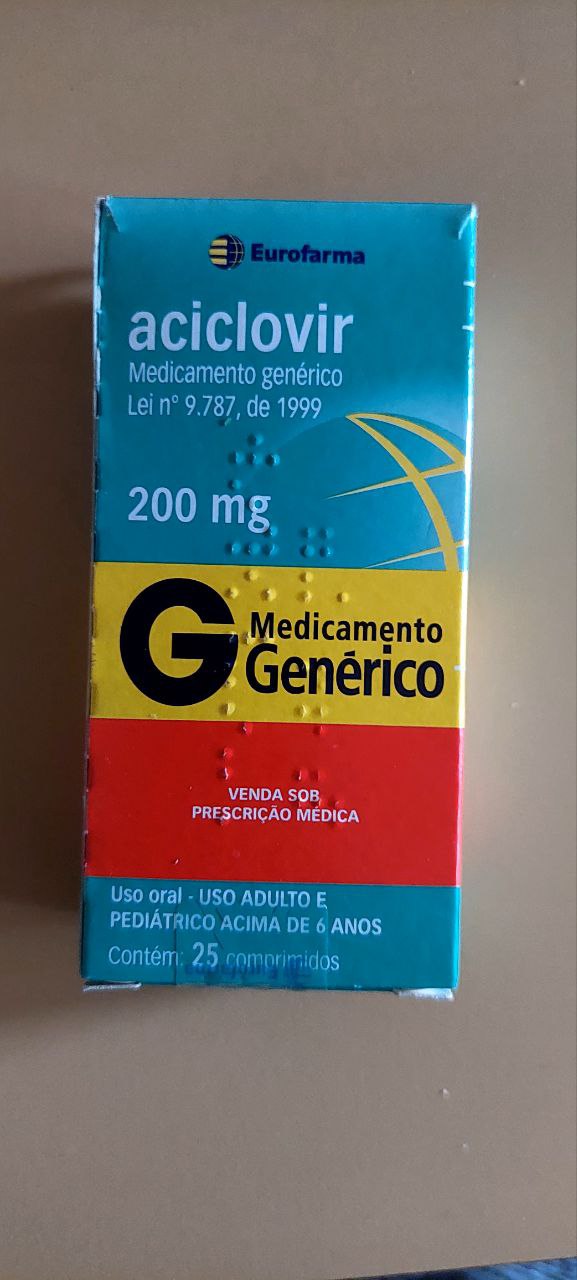 Eurofarma
aciclovir
Medicamento genérico
Lei nº 9.787, de 1999
200 mg
G Medicamento
Genérico
VENDA SOB
PRESCRIÇÃO MÉDICA
Uso oral - USO ADULTO E
PEDIÁTRICO ACIMA DE 6 ANOS
Contém: 25 comprimidos